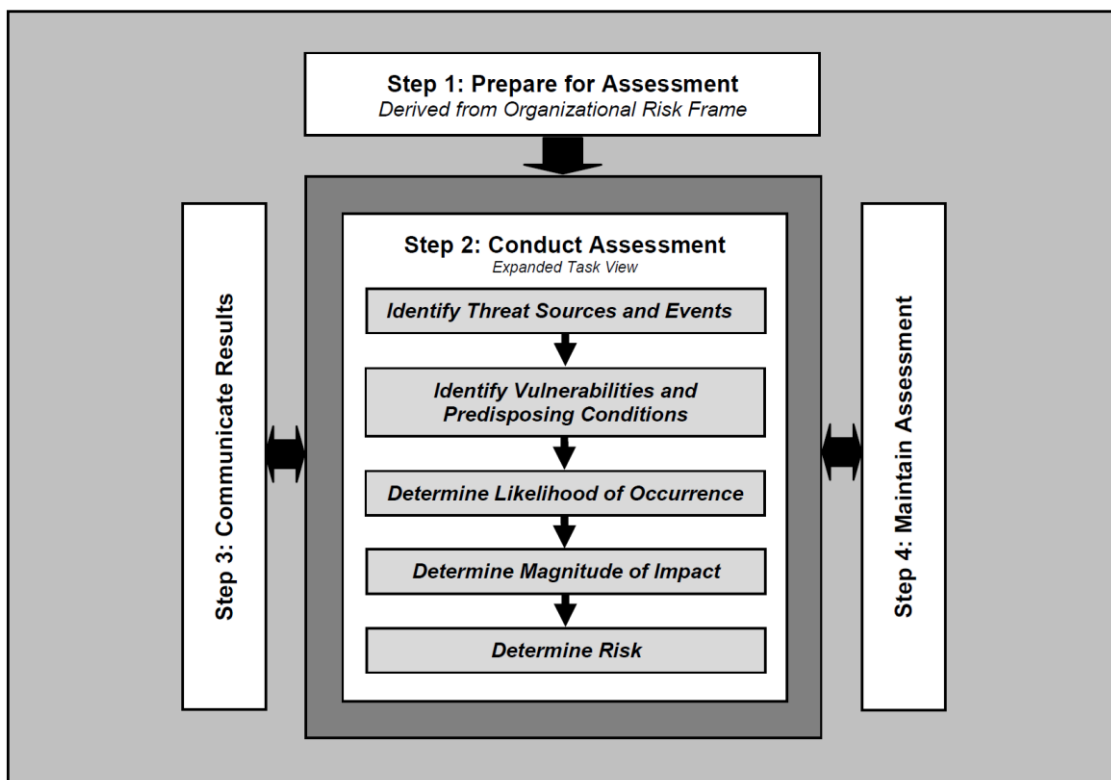 Step 1: Prepare for Assessment
Derived from Organizational Risk Frame
Step 2: Conduct Assessment
Expanded Task View
Identify Threat Sources and Events
Identify Vulnerabilities and
Predisposing Conditions
Determine Likelihood of Occurrence
Determine Magnitude of Impact
Determine Risk
Step 3: Communicate Results
Step 4: Maintain Assessment